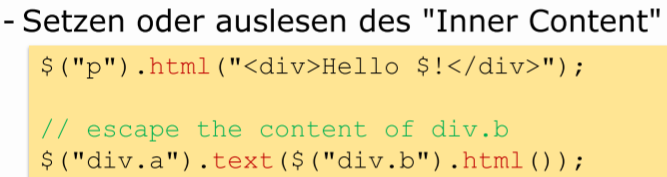 - Setzen oder auslesen des "Inner Content"
$("p").html("<div>Hello $!</div>");
// escape the content of div.b
$("div.a").text($("div.b").html());